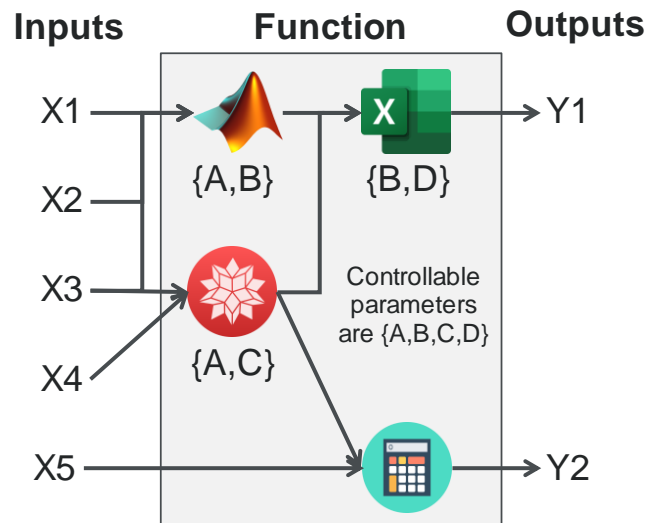 Inputs Function Outputs
X1 X Y1
{A,B} {B,D}
X2
X3
Controllable
parameters
are {A,B,C,D}
{A,C}
X4
X5 Y2